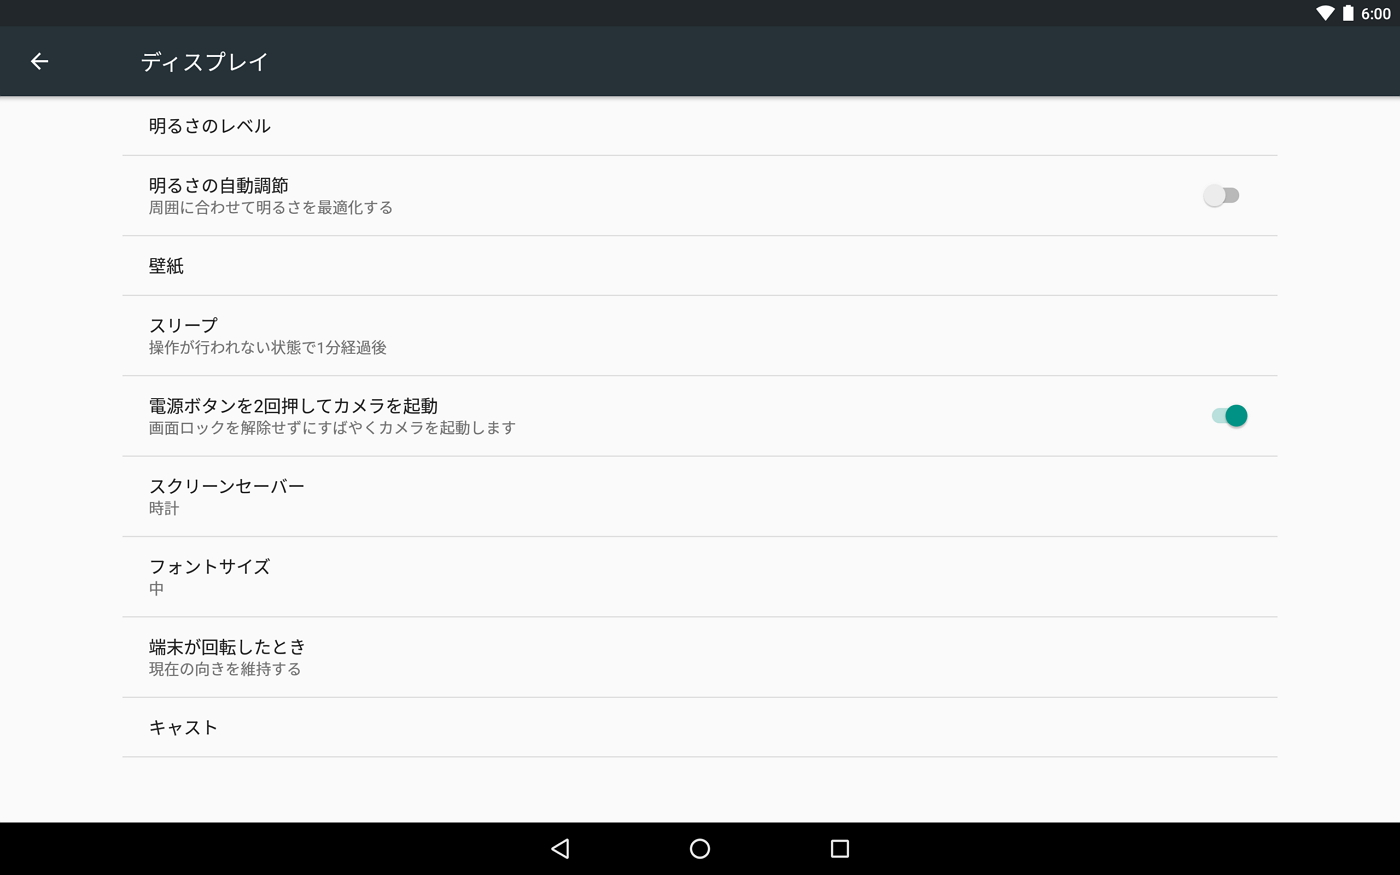 6:00
ディスプレイ
明るさのレベル
明るさの自動調節
周囲に合わせて明るさを最適化する
壁紙
スリープ
操作が行われない状態で1分経過後
電源ボタンを2回押してカメラを起動
画面ロックを解除せずにすばやくカメラを起動します
スクリーンセーバー
時計
フォントサイズ
中
端末が回転したとき
現在の向きを維持する
キャスト